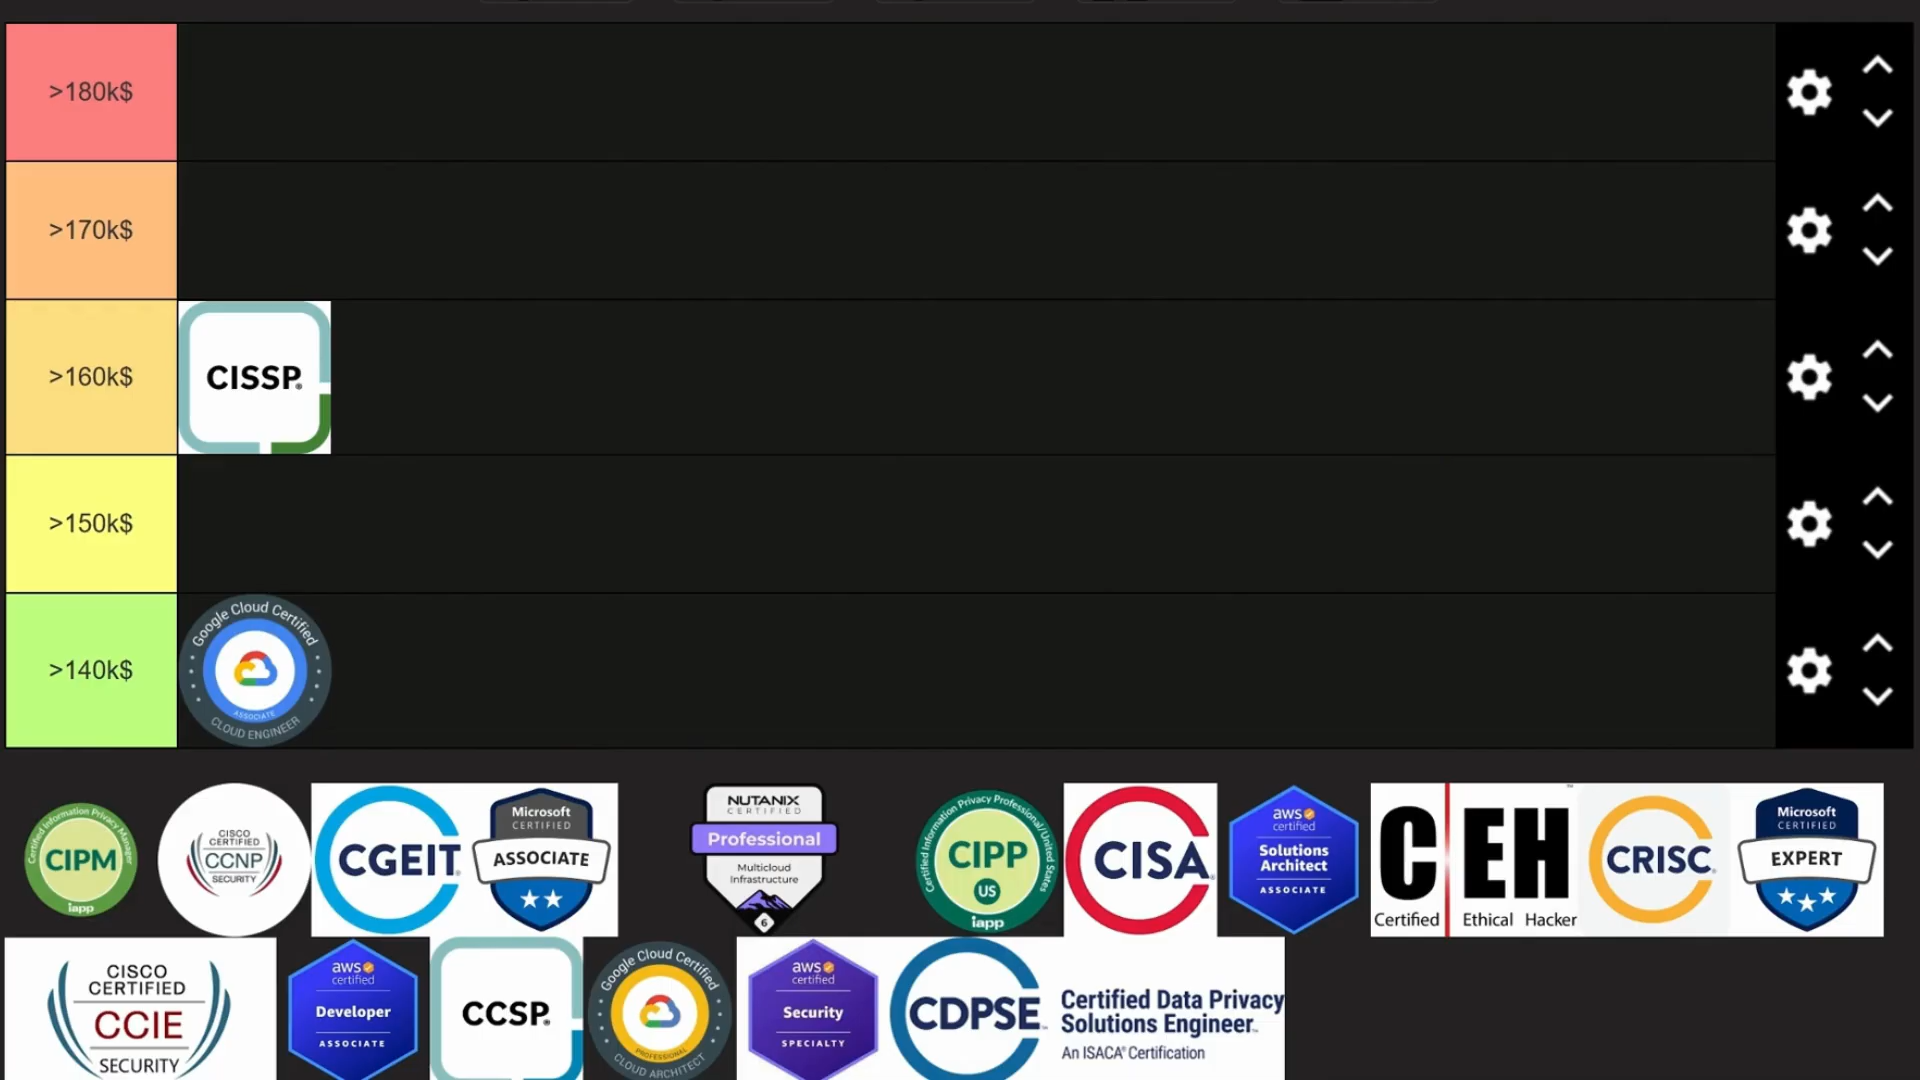 >180k$
>170k$
>160k$
CISSP®
>150k$
>140k$
Google Cloud Certified
ASSOCIATE
CLOUD ENGINEER
Certified Information Privacy Manager
CIPM
iapp
CISCO
CERTIFIED
CCNP
SECURITY
CGEIT®
Microsoft
CERTIFIED
ASSOCIATE
NUTANIX
CERTIFIED
Professional
Multicloud
Infrastructure
6
Certified Information Privacy Professional/United States
CIPP
US
iapp
CISA®
aws
certified
Solutions
Architect
ASSOCIATE
CEH™
Certified Ethical Hacker
CRISC®
Microsoft
CERTIFIED
EXPERT
CISCO
CERTIFIED
CCIE
SECURITY
aws
certified
Developer
ASSOCIATE
CCSP®
Google Cloud Certified
PROFESSIONAL
CLOUD ARCHITECT
aws
certified
Security
SPECIALTY
CDPSE™
Certified Data Privacy
Solutions Engineer™
An ISACA® Certification